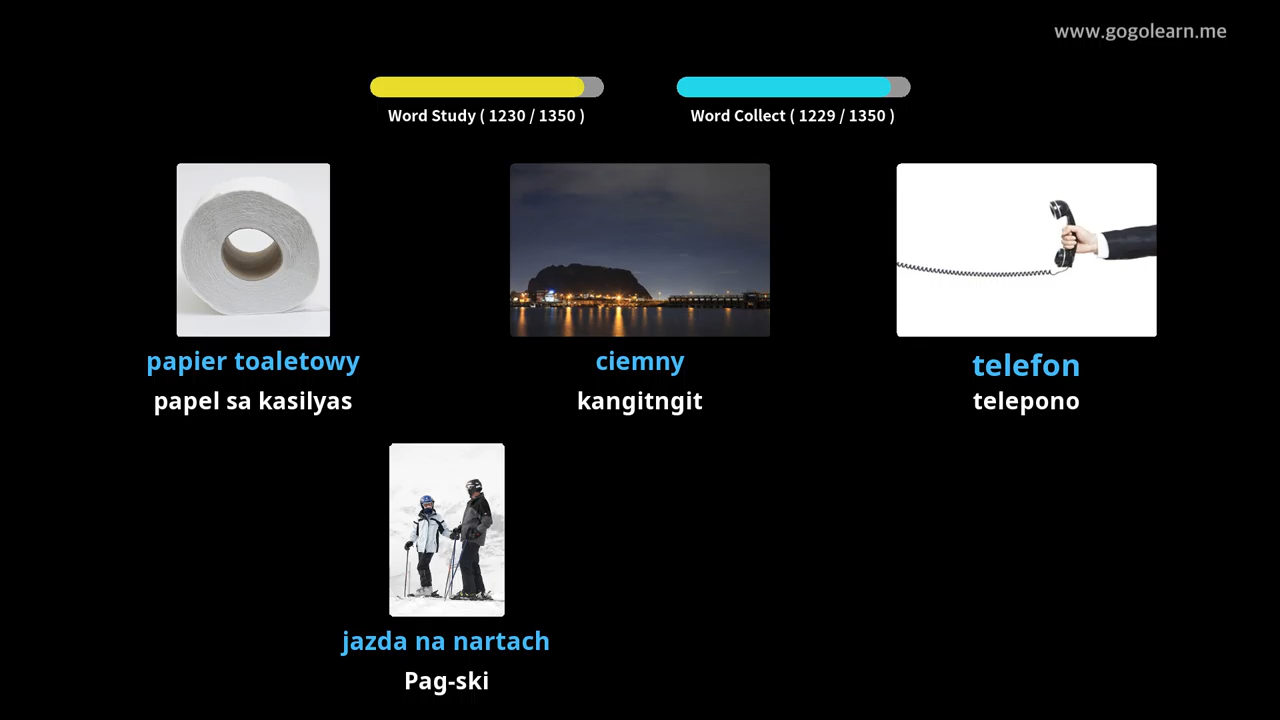 www.gogolearn.me
Word Study ( 1230 / 1350 )
Word Collect ( 1229 / 1350 )
papier toaletowy
papel sa kasilyas
ciemny
kangitngit
telefon
telepono
jazda na nartach
Pag-ski